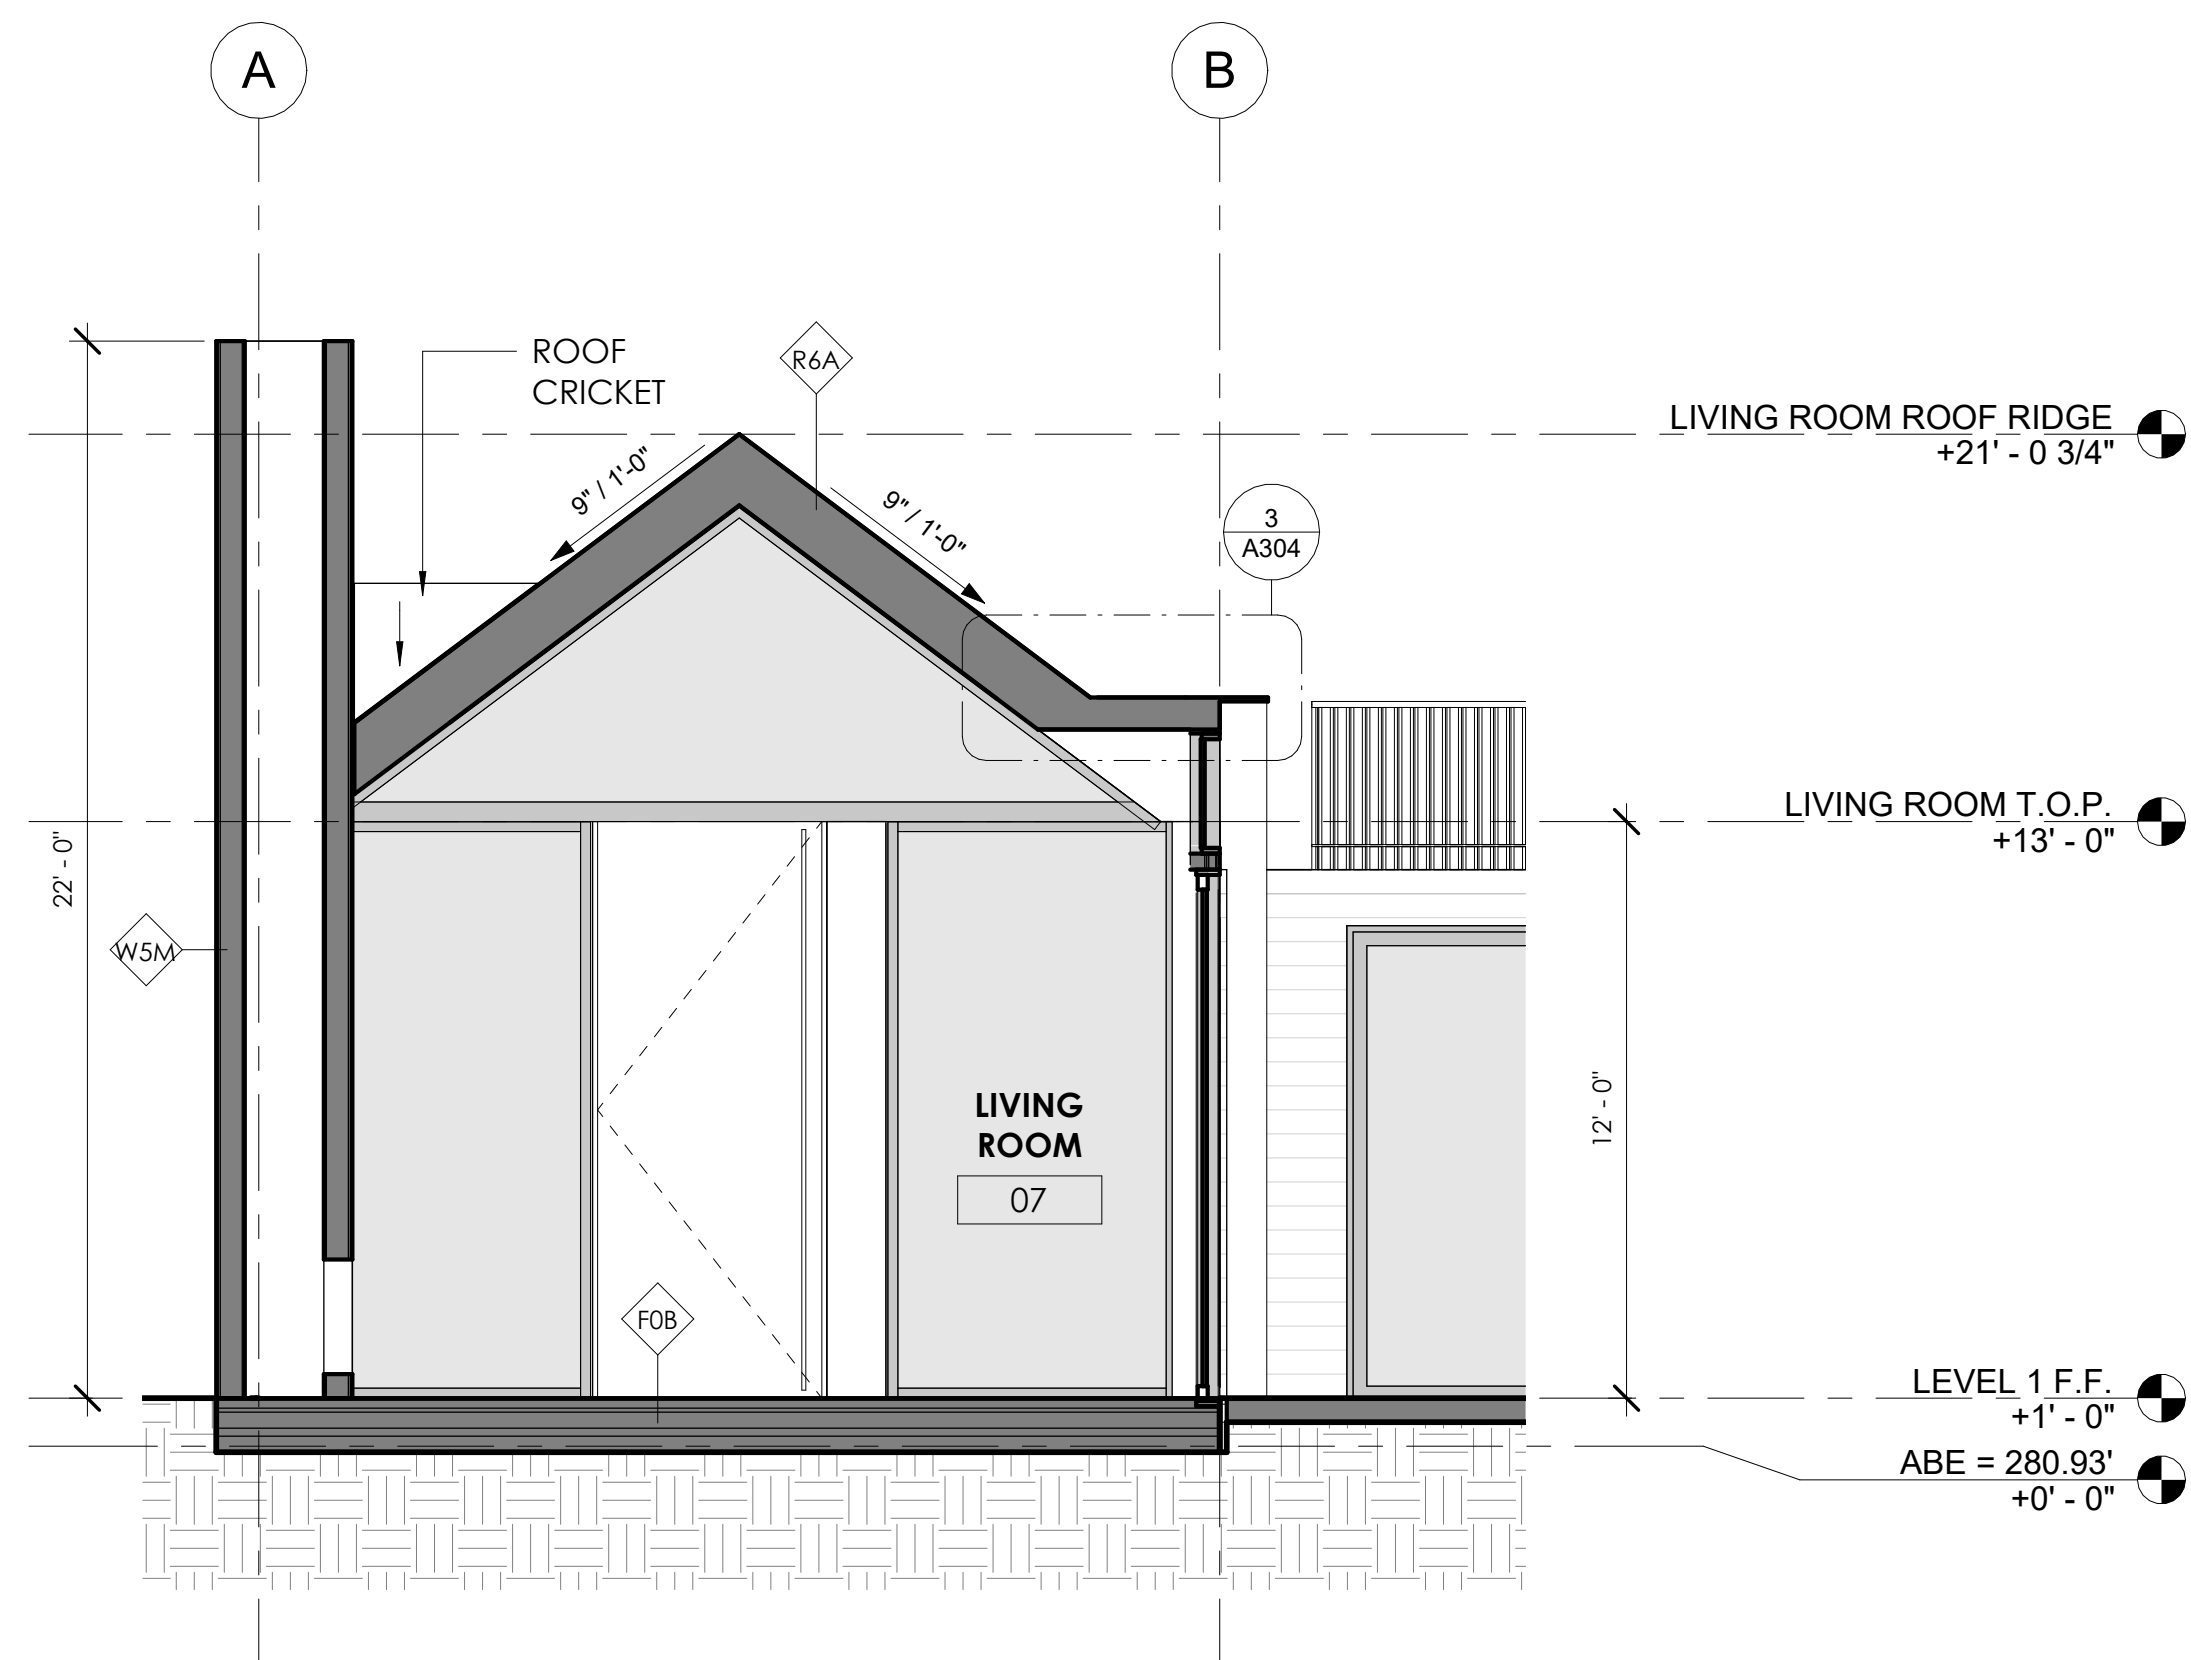 A
B
ROOF
CRICKET
R6A
LIVING ROOM ROOF RIDGE
+21' - 0 3/4"
9" / 1'-0"
9" / 1'-0"
3
A304
LIVING ROOM T.O.P.
+13' - 0"
22' - 0"
W5M
12' - 0"
LIVING
ROOM
07
F0B
LEVEL 1 F.F.
+1' - 0"
ABE = 280.93'
+0' - 0"